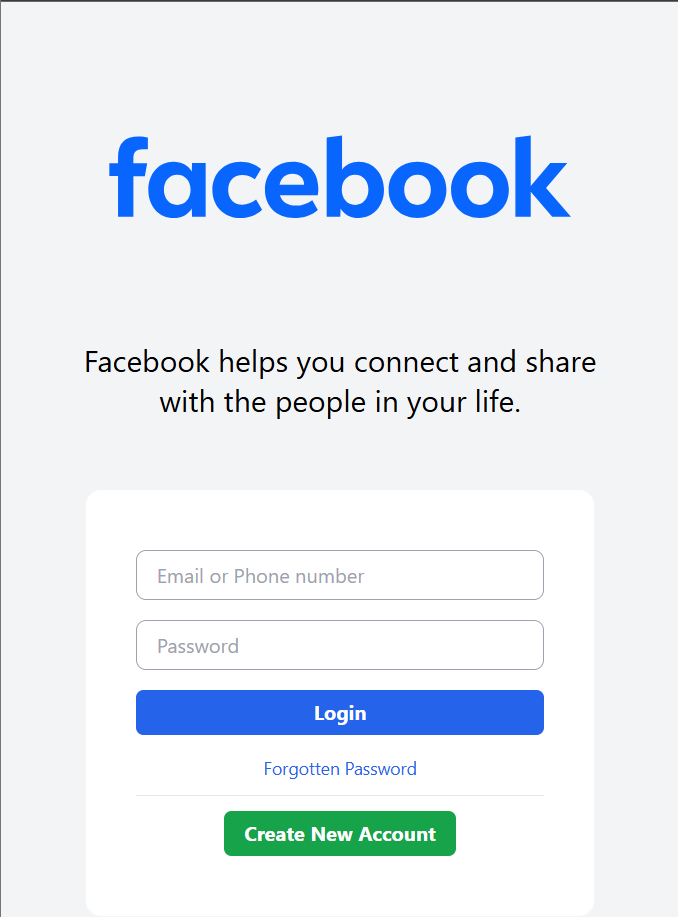 facebook
Facebook helps you connect and share
with the people in your life.
Email or Phone number
Password
Login
Forgotten Password
Create New Account